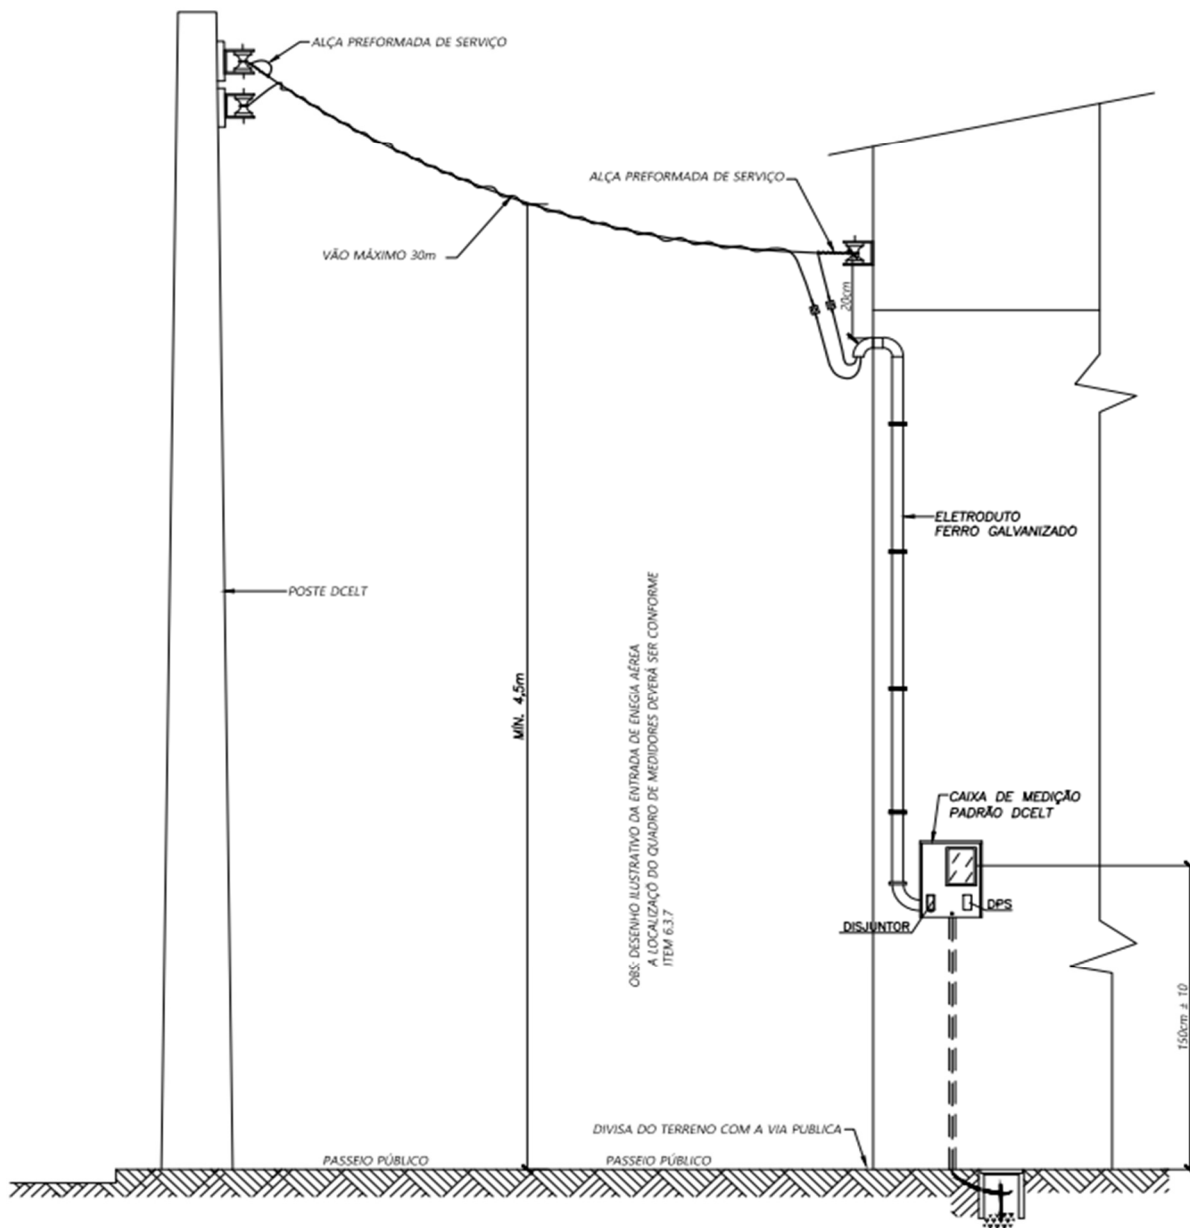 ALÇA PREFORMADA DE SERVIÇO
ALÇA PREFORMADA DE SERVIÇO
VÃO MÁXIMO 30m
20cm
ELETRODUTO
FERRO GALVANIZADO
POSTE DCELT
MÍN. 4,5m
OBS: DESENHO ILUSTRATIVO DA ENTRADA DE ENEGIA AÉREA
A LOCALIZAÇÕ DO QUADRO DE MEDIDORES DEVERÁ SER CONFORME
ITEM 6.3.7
CAIXA DE MEDIÇÃO
PADRÃO DCELT
DPS
DISJUNTOR
150cm ± 10
DIVISA DO TERRENO COM A VIA PUBLICA
PASSEIO PÚBLICO
PASSEIO PÚBLICO